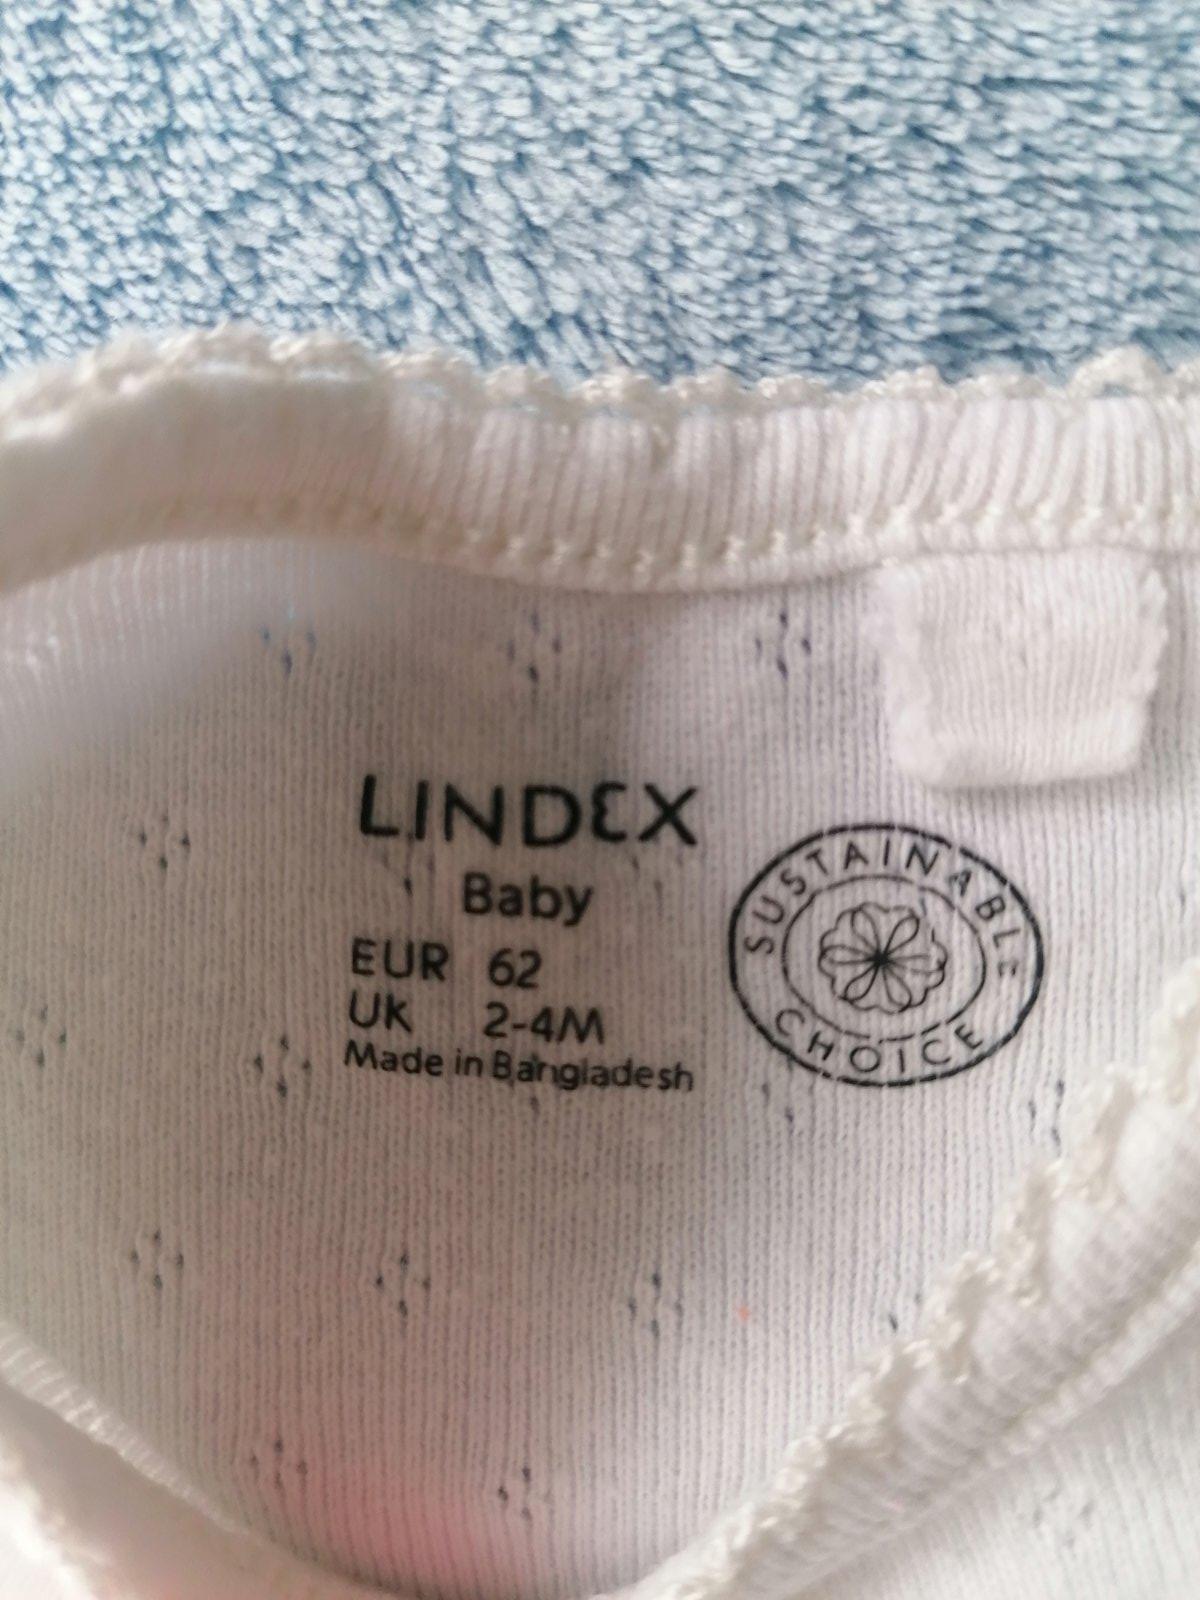 LINDEX
Baby
EUR 62
UK 2-4M
Made in Bangladesh
SUSTAINABLE
CHOICE